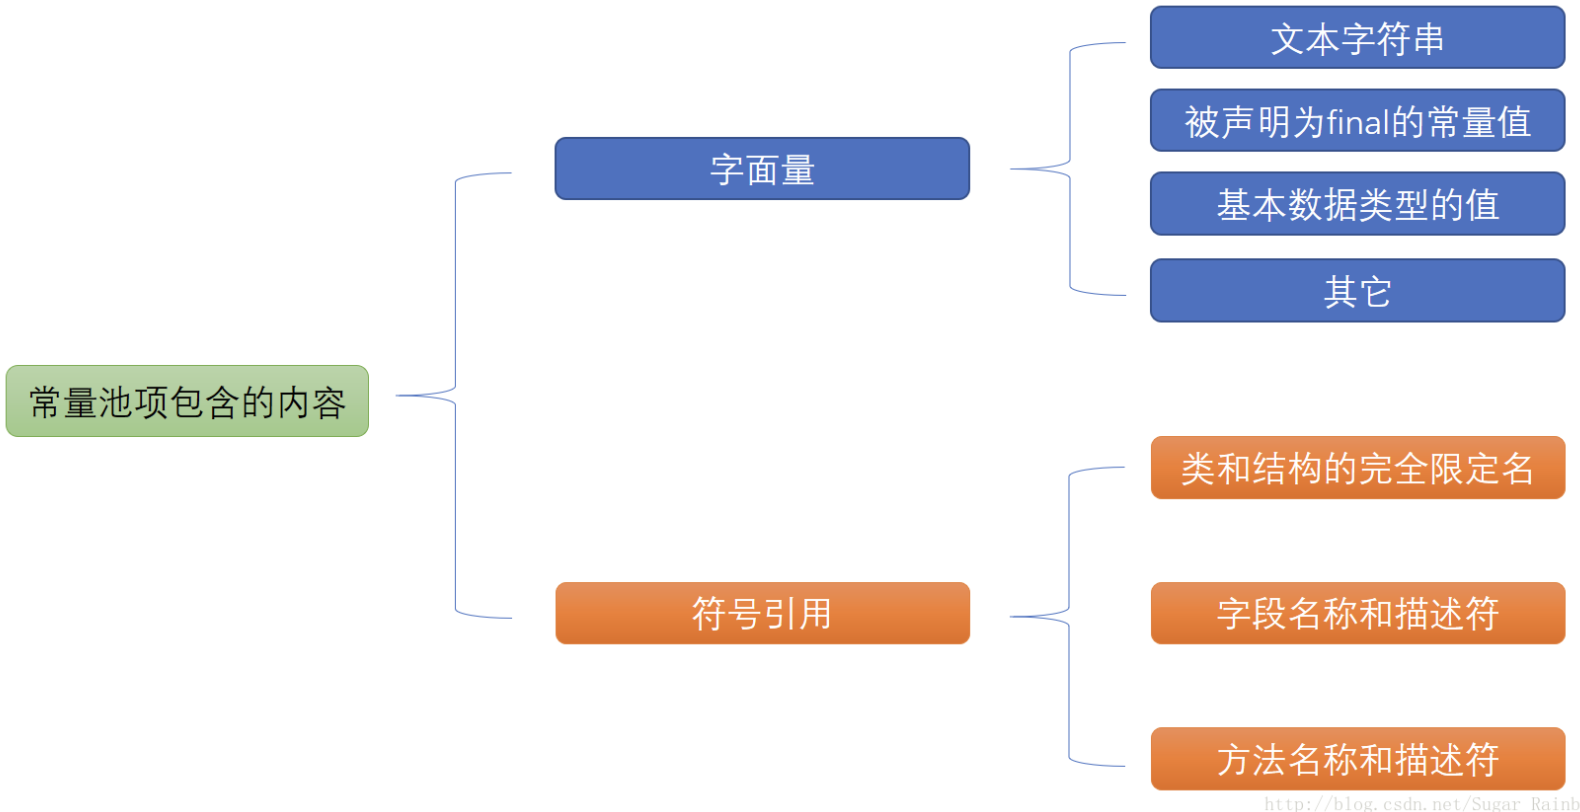 常量池项包含的内容
字面量
文本字符串
被声明为final的常量值
基本数据类型的值
其它
符号引用
类和结构的完全限定名
字段名称和描述符
方法名称和描述符
http://blog.csdn.net/Sugar_Rainb